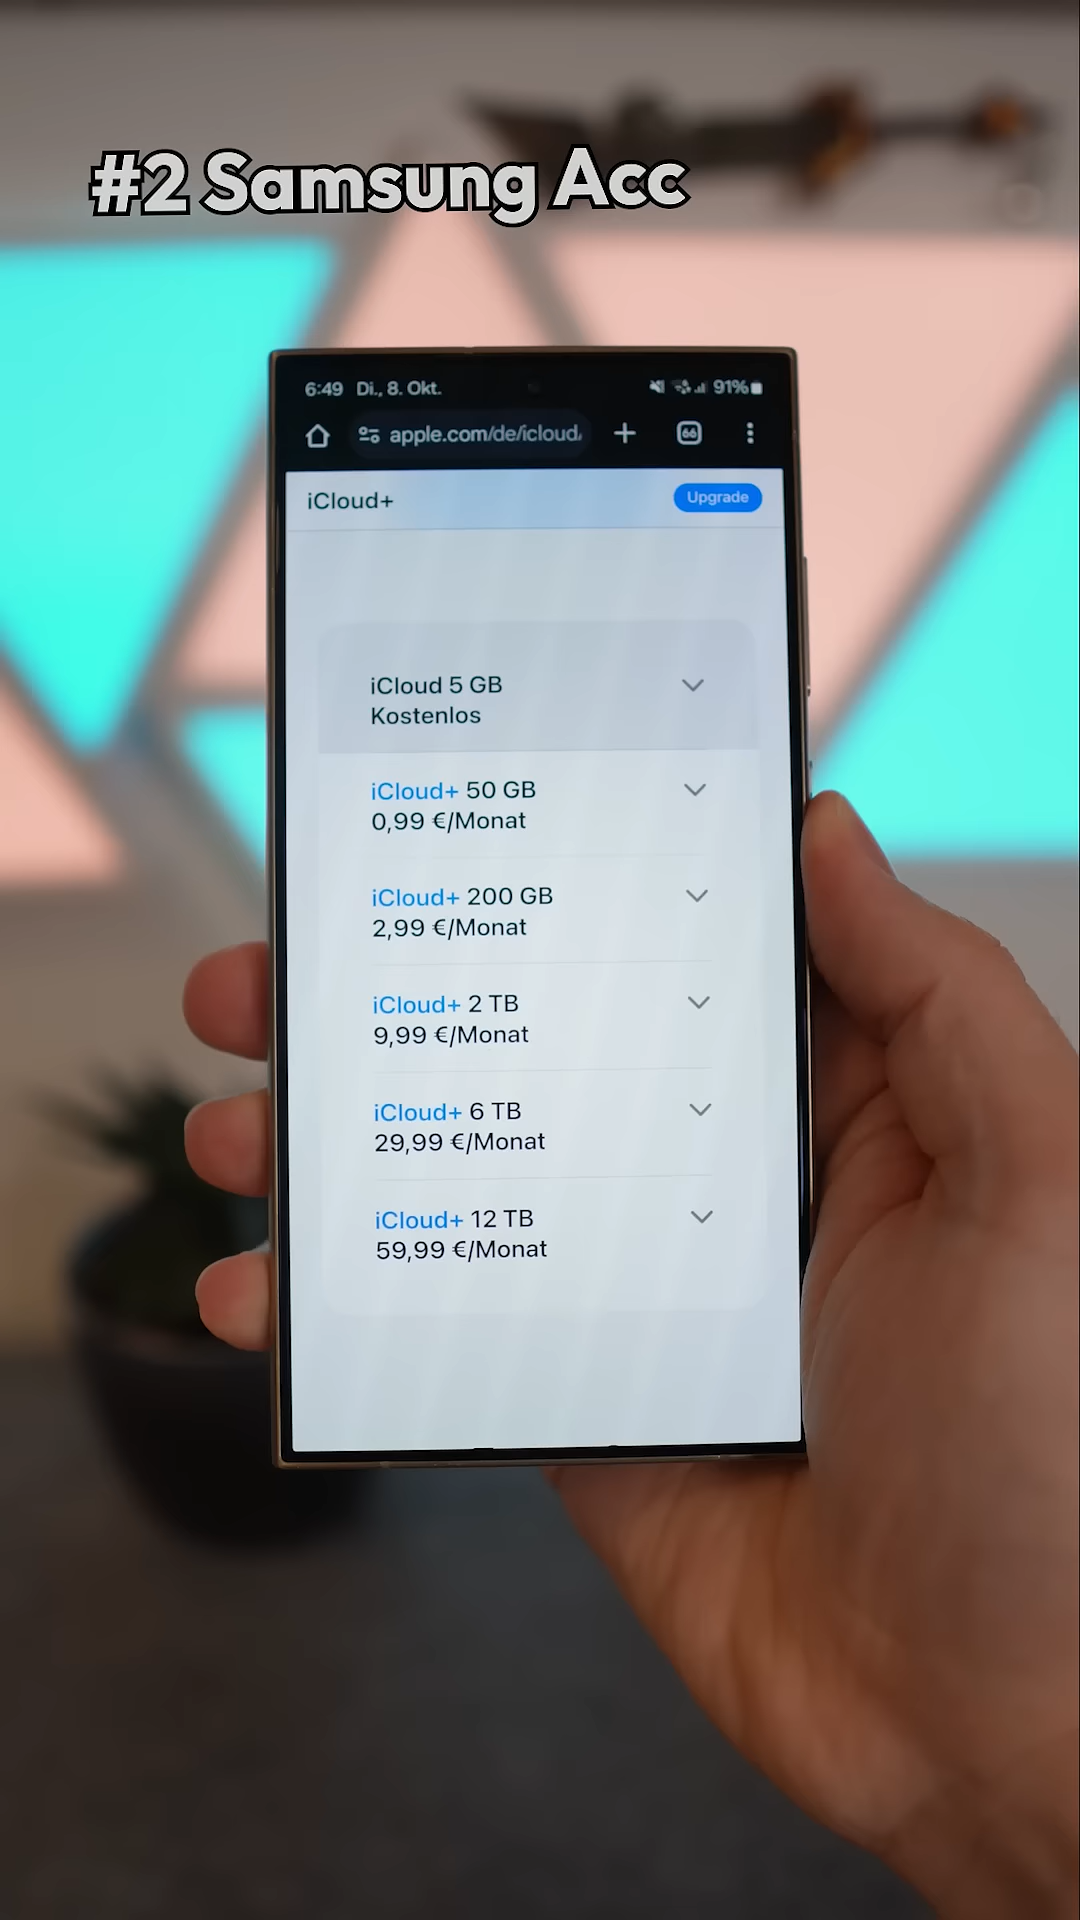 #2 Samsung Acc
6:49 Di., 8. Okt.
91%
apple.com/de/icloud
66
iCloud+
Upgrade
iCloud 5 GB
Kostenlos
iCloud+ 50 GB
0,99 €/Monat
iCloud+ 200 GB
2,99 €/Monat
iCloud+ 2 TB
9,99 €/Monat
iCloud+ 6 TB
29,99 €/Monat
iCloud+ 12 TB
59,99 €/Monat